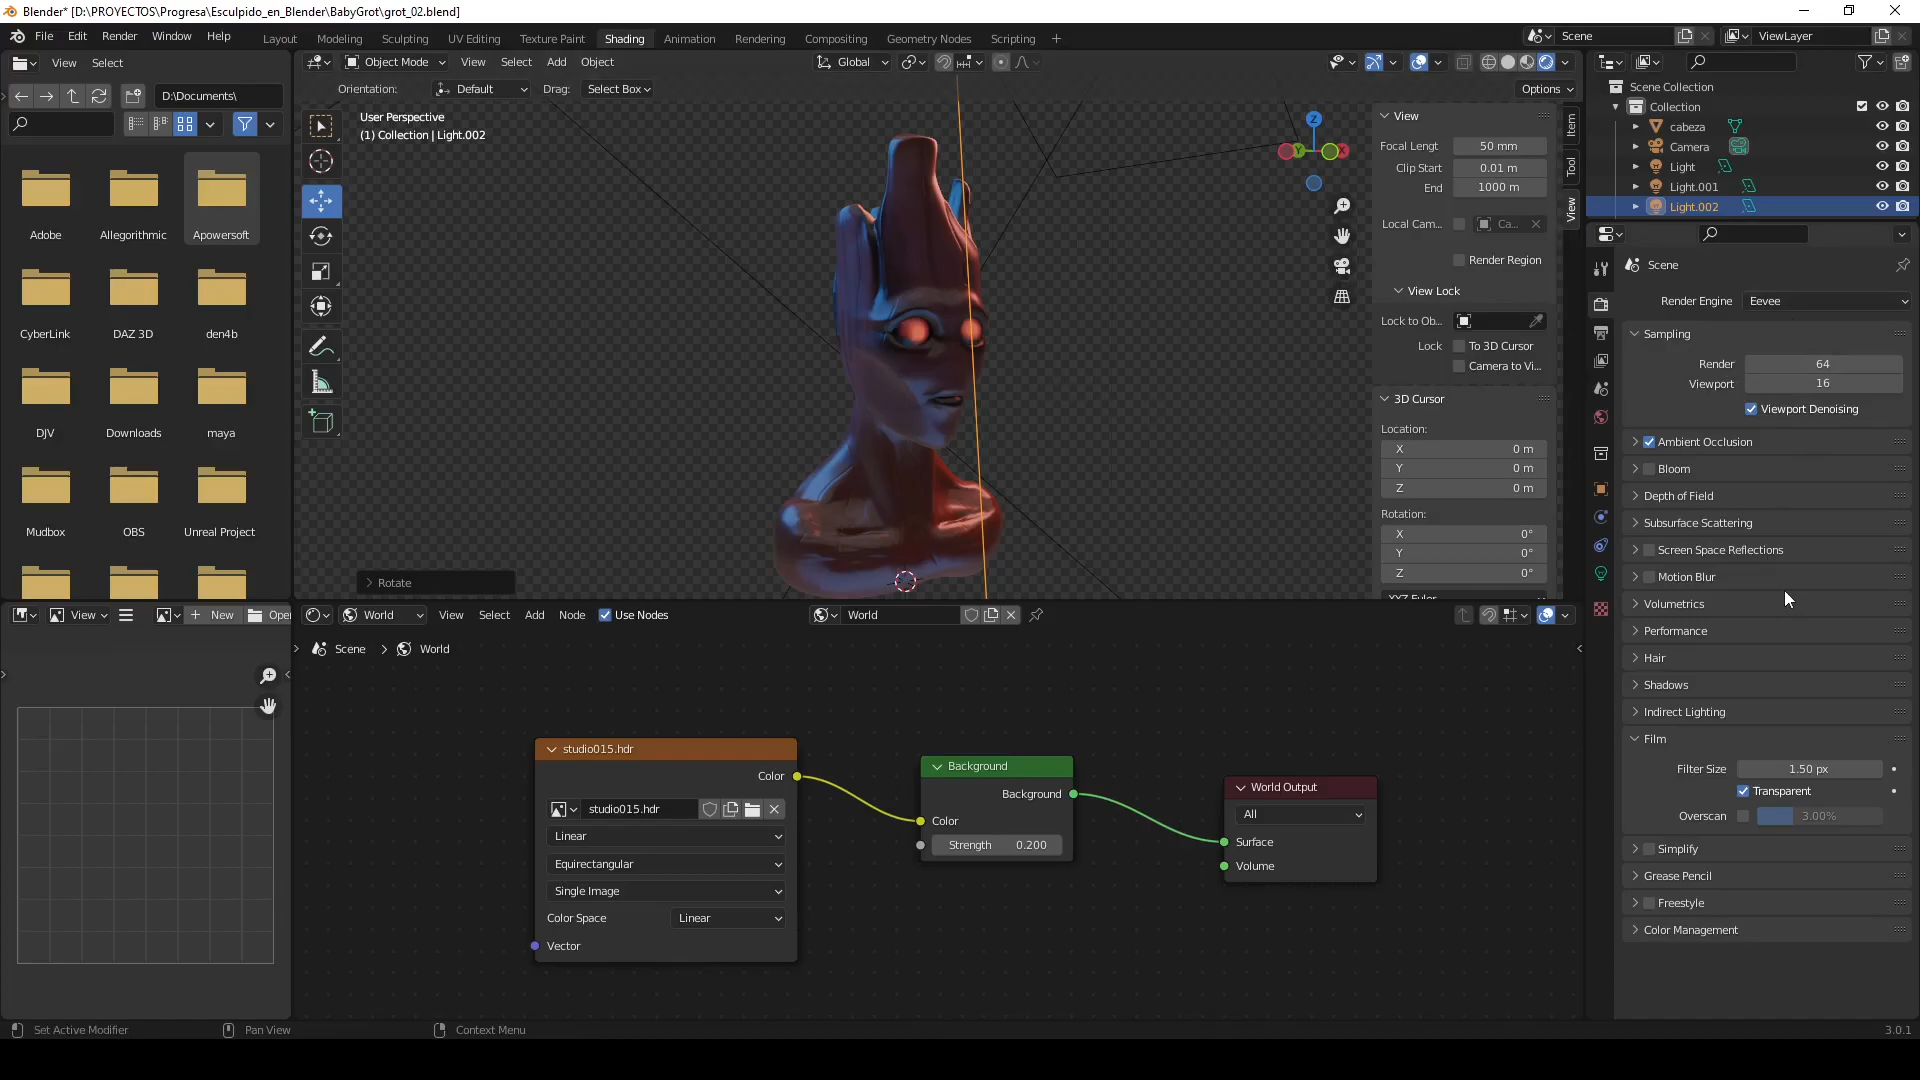 Blender* [D:\PROYECTOS\Progresa\Esculpido_en_Blender\BabyGrot\grot_02.blend]
File Edit Render Window Help
Layout Modeling Sculpting UV Editing Texture Paint Shading Animation Rendering Compositing Geometry Nodes Scripting +
Scene
ViewLayer
View Select
D:\Documents\
Adobe Allegorithmic Apowersoft
CyberLink DAZ 3D den4b
DJV Downloads maya
Mudbox OBS Unreal Project
Object Mode View Select Add Object Global
Orientation: Default Drag: Select Box Options
User Perspective
(1) Collection | Light.002
Z
Y
X
Rotate
View
Focal Lengt 50 mm
Clip Start 0.01 m
End 1000 m
Local Cam... Ca...
Render Region
View Lock
Lock to Ob...
Lock To 3D Cursor
Camera to Vi...
3D Cursor
Location:
X 0 m
Y 0 m
Z 0 m
Rotation:
X 0°
Y 0°
Z 0°
XYZ Euler
Item
Tool
View
Scene Collection
Collection
cabeza
Camera
Light
Light.001
Light.002
Scene
Render Engine Eevee
Sampling
Render 64
Viewport 16
Viewport Denoising
Ambient Occlusion
Bloom
Depth of Field
Subsurface Scattering
Screen Space Reflections
Motion Blur
Volumetrics
Performance
Hair
Shadows
Indirect Lighting
Film
Filter Size 1.50 px
Transparent
Overscan 3.00%
Simplify
Grease Pencil
Freestyle
Color Management
View + New Ope
World View Select Add Node Use Nodes World
Scene > World
studio015.hdr
Color
studio015.hdr
Linear
Equirectangular
Single Image
Color Space Linear
Vector
Background
Background
Color
Strength 0.200
World Output
All
Surface
Volume
Set Active Modifier Pan View Context Menu 3.0.1